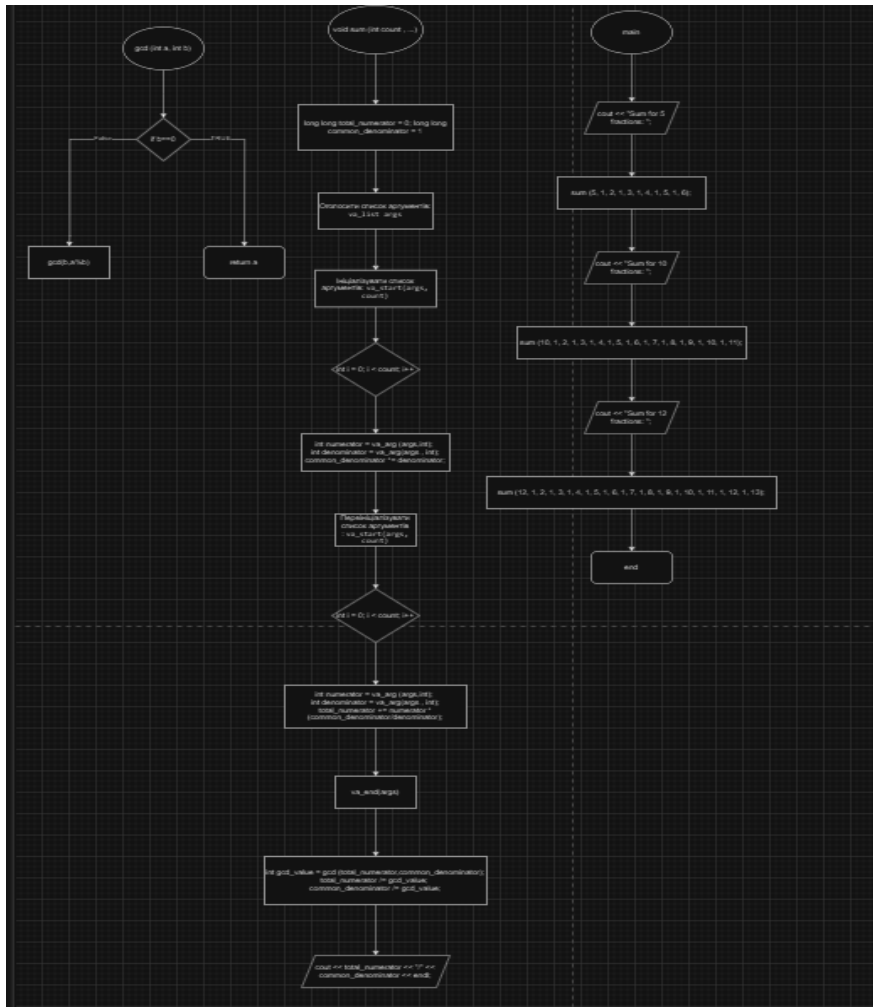 gcd (int a, int b)
if b==0
False
TRUE
gcd(b,a%b)
return a
void sum (int count , ...)
long long total_numerator = 0; long long
common_denominator = 1
Оголосити список аргументів:
va_list args
Ініціалізувати список
аргументів: va_start(args,
count)
int i = 0; i < count; i++
int numerator = va_arg (args,int);
int denominator = va_arg(args , int);
common_denominator *= denominator;
Переініціалізувати
список аргументів
:va_start(args,
count)
int i = 0; i < count; i++
int numerator = va_arg (args,int);
int denominator = va_arg(args , int);
total_numerator += numerator *
(common_denominator/denominator);
va_end(args)
int gcd_value = gcd (total_numerator,common_denominator);
total_numerator /= gcd_value;
common_denominator /= gcd_value;
cout << total_numerator << "/" <<
common_denominator << endl;
main
cout << "Sum for 5
fractions: ";
sum (5, 1, 2, 1, 3, 1, 4, 1, 5, 1, 6);
cout << "Sum for 10
fractions: ";
sum (10, 1, 2, 1, 3, 1, 4, 1, 5, 1, 6, 1, 7, 1, 8, 1, 9, 1, 10, 1, 11);
cout << "Sum for 12
fractions: ";
sum (12, 1, 2, 1, 3, 1, 4, 1, 5, 1, 6, 1, 7, 1, 8, 1, 9, 1, 10, 1, 11, 1, 12, 1, 13);
end